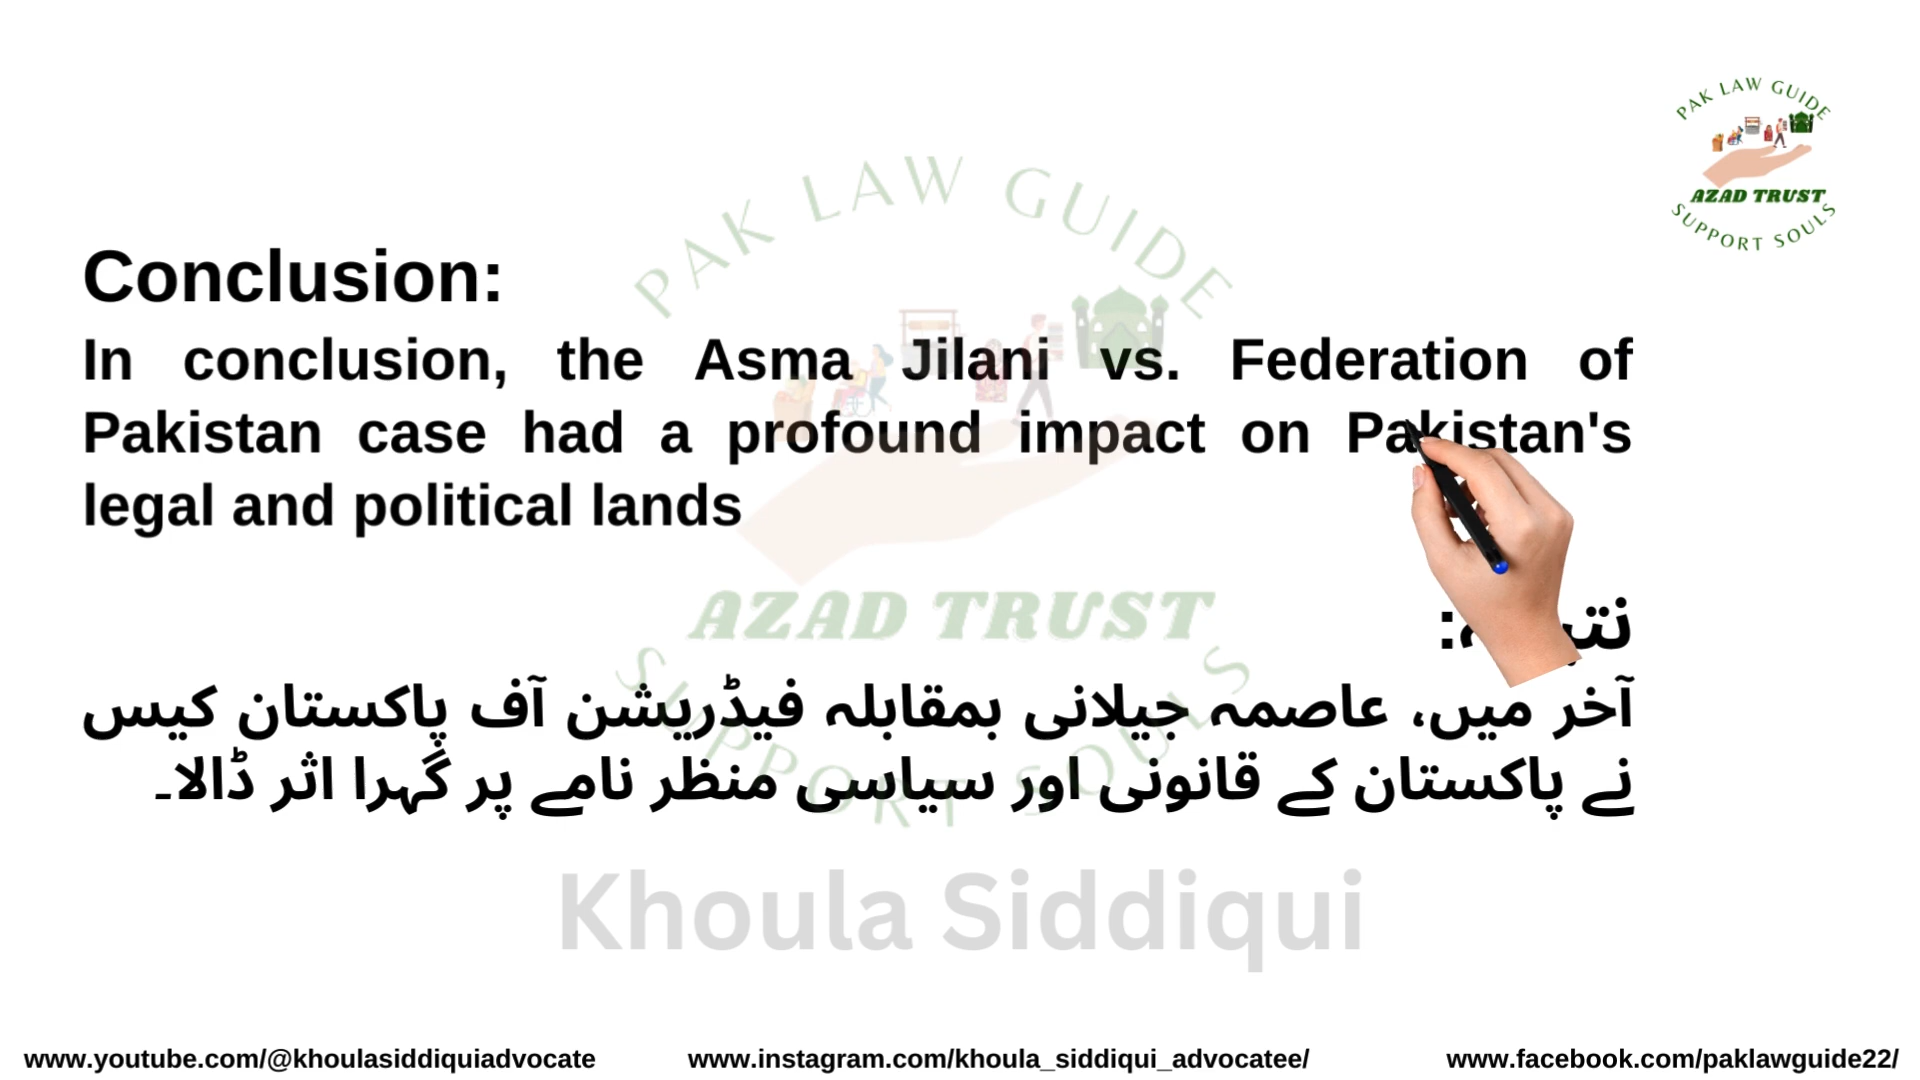 PAK LAW GUIDE
AZAD TRUST
SUPPORT SOULS
PAK LAW GUIDE
Conclusion:
In conclusion, the Asma Jilani vs. Federation of
Pakistan case had a profound impact on Pakistan's
legal and political lands
AZAD TRUST
SUPPORT SOULS
آخر میں، عاصمہ جیلانی بمقابلہ فیڈریشن آف پاکستان کیس
نے پاکستان کے قانونی اور سیاسی منظر نامے پر گہرا اثر ڈالا۔
Khoula Siddiqui
www.youtube.com/@khoulasiddiquiadvocate
www.instagram.com/khoula_siddiqui_advocatee/
www.facebook.com/paklawguide22/